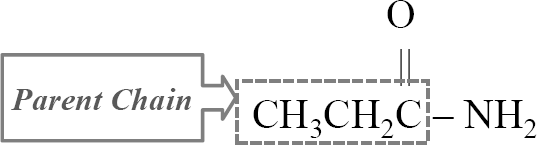 O
Parent Chain
CH₃CH₂C – NH₂